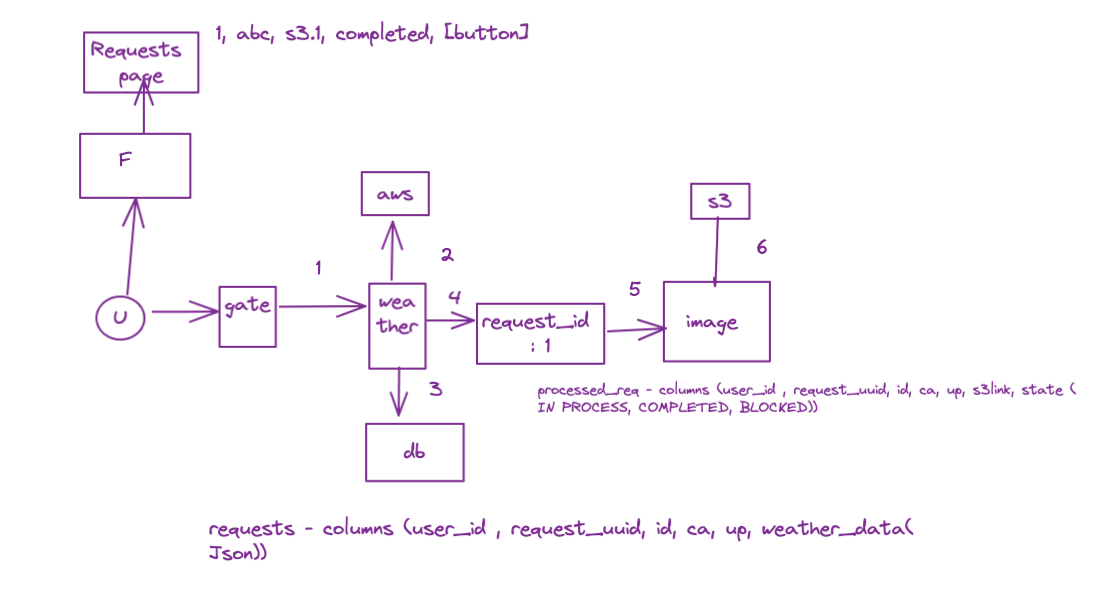 1, abc, s3.1, completed, [button]
Requests
page
F
aws
s3
2
6
1
U
gate
wea
ther
4
request_id
: 1
5
image
3
processed_req - columns (user_id , request_uuid, id, ca, up, s3link, state (
IN PROCESS, COMPLETED, BLOCKED))
db
requests - columns (user_id , request_uuid, id, ca, up, weather_data(
Json))